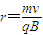 r = mv/qB